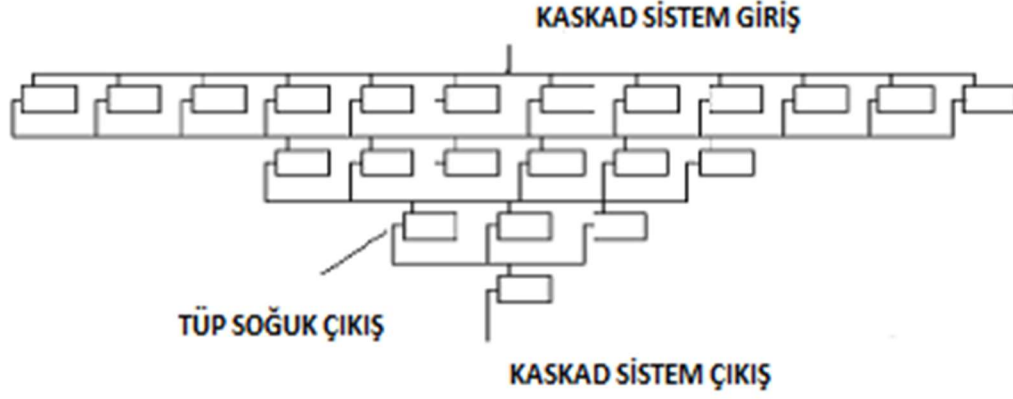 KASKAD SİSTEM GİRİŞ
TÜP SOĞUK ÇIKIŞ
KASKAD SİSTEM ÇIKIŞ